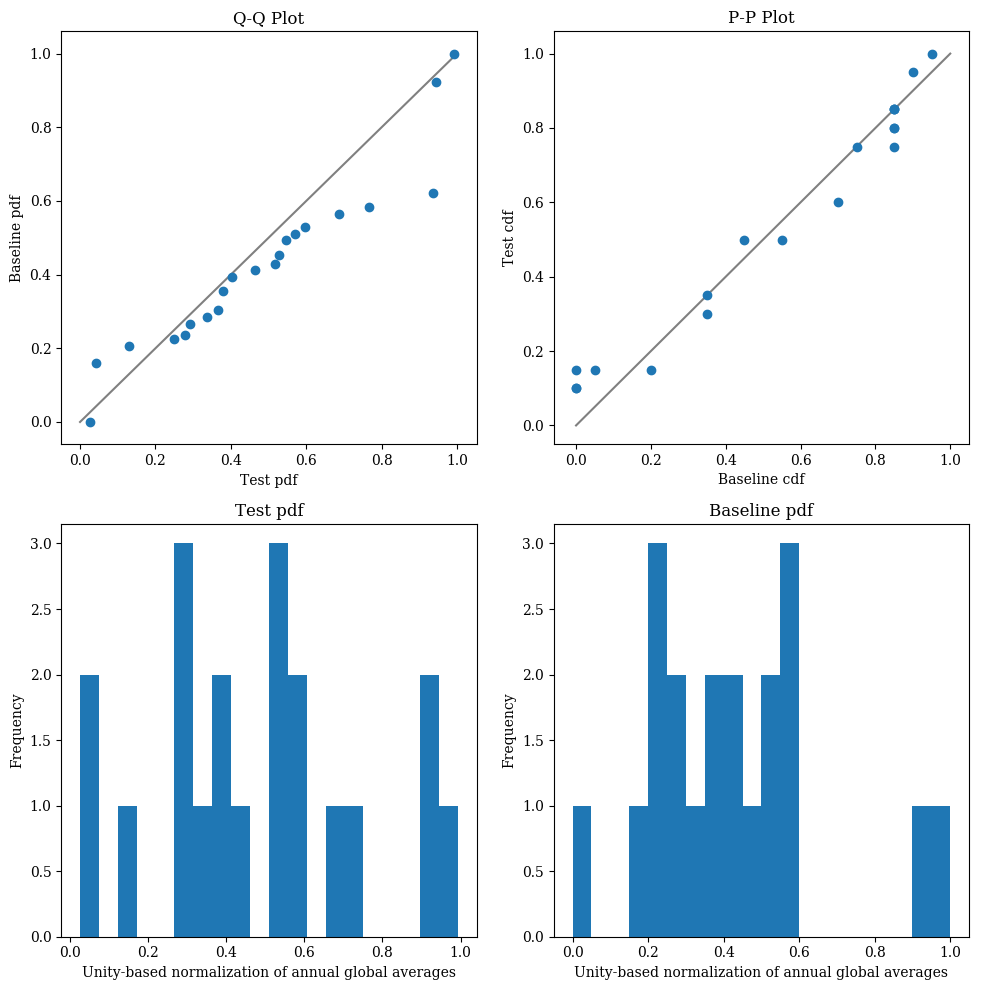 Q-Q Plot
1.0
0.8
0.6
0.4
0.2
0.0
Baseline pdf
0.0 0.2 0.4 0.6 0.8 1.0
Test pdf
P-P Plot
1.0
0.8
0.6
0.4
0.2
0.0
Test cdf
0.0 0.2 0.4 0.6 0.8 1.0
Baseline cdf
Test pdf
3.0
2.5
2.0
1.5
1.0
0.5
0.0
Frequency
0.0 0.2 0.4 0.6 0.8 1.0
Unity-based normalization of annual global averages
Baseline pdf
3.0
2.5
2.0
1.5
1.0
0.5
0.0
Frequency
0.0 0.2 0.4 0.6 0.8 1.0
Unity-based normalization of annual global averages